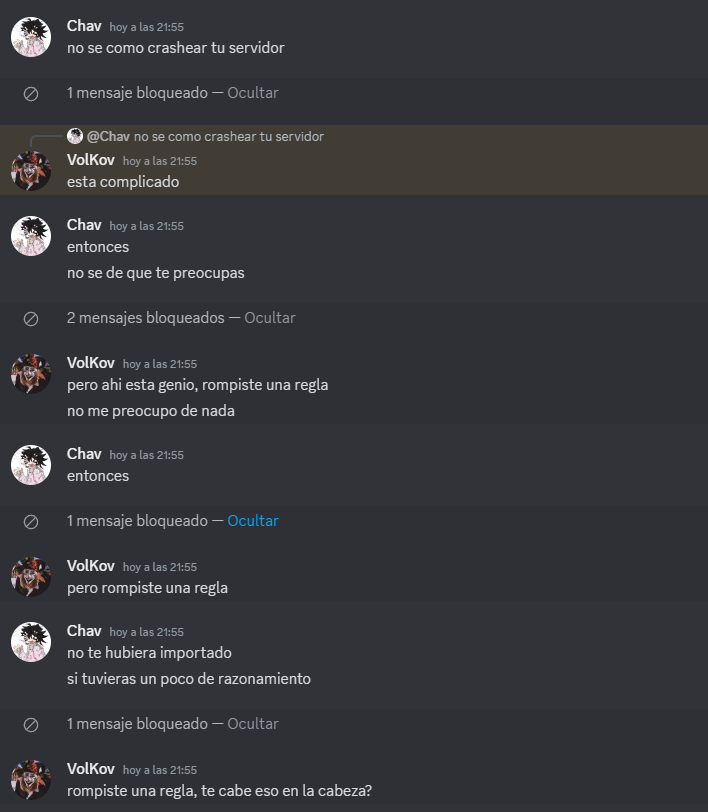 Chav hoy a las 21:55
no se como crashear tu servidor
1 mensaje bloqueado — Ocultar
@Chav no se como crashear tu servidor
VolKov hoy a las 21:55
esta complicado
Chav hoy a las 21:55
entonces
no se de que te preocupas
2 mensajes bloqueados — Ocultar
VolKov hoy a las 21:55
pero ahi esta genio, rompiste una regla
no me preocupo de nada
Chav hoy a las 21:55
entonces
1 mensaje bloqueado — Ocultar
VolKov hoy a las 21:55
pero rompiste una regla
Chav hoy a las 21:55
no te hubiera importado
si tuvieras un poco de razonamiento
1 mensaje bloqueado — Ocultar
VolKov hoy a las 21:55
rompiste una regla, te cabe eso en la cabeza?